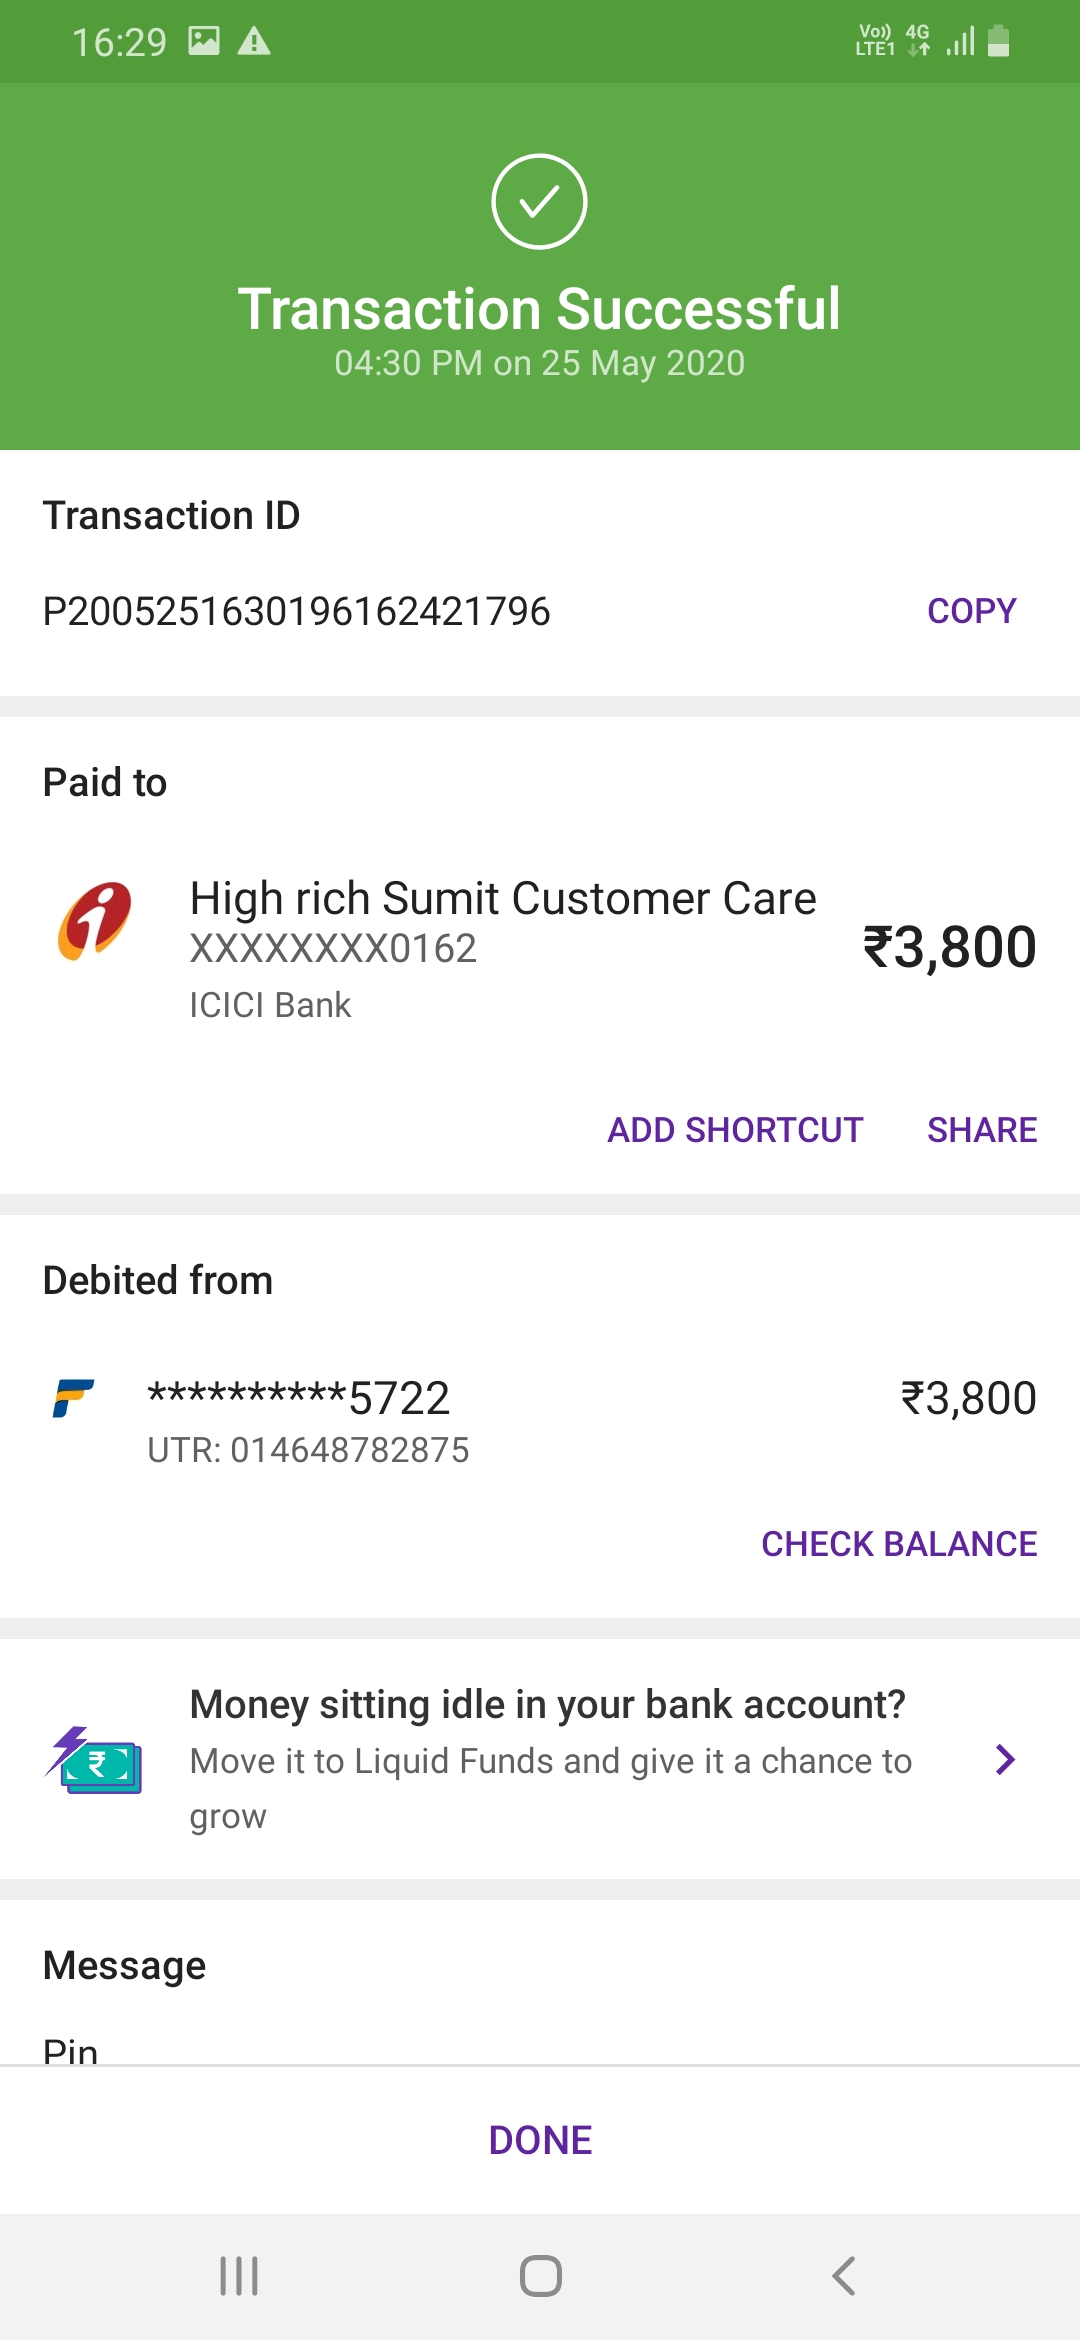 16:29
Vo)) 4G
LTE1
Transaction Successful
04:30 PM on 25 May 2020
Transaction ID
P2005251630196162421796
COPY
Paid to
High rich Sumit Customer Care
XXXXXXXX0162
₹3,800
ICICI Bank
ADD SHORTCUT
SHARE
Debited from
**********5722
₹3,800
UTR: 014648782875
CHECK BALANCE
Money sitting idle in your bank account?
Move it to Liquid Funds and give it a chance to
grow
Message
Pin
DONE